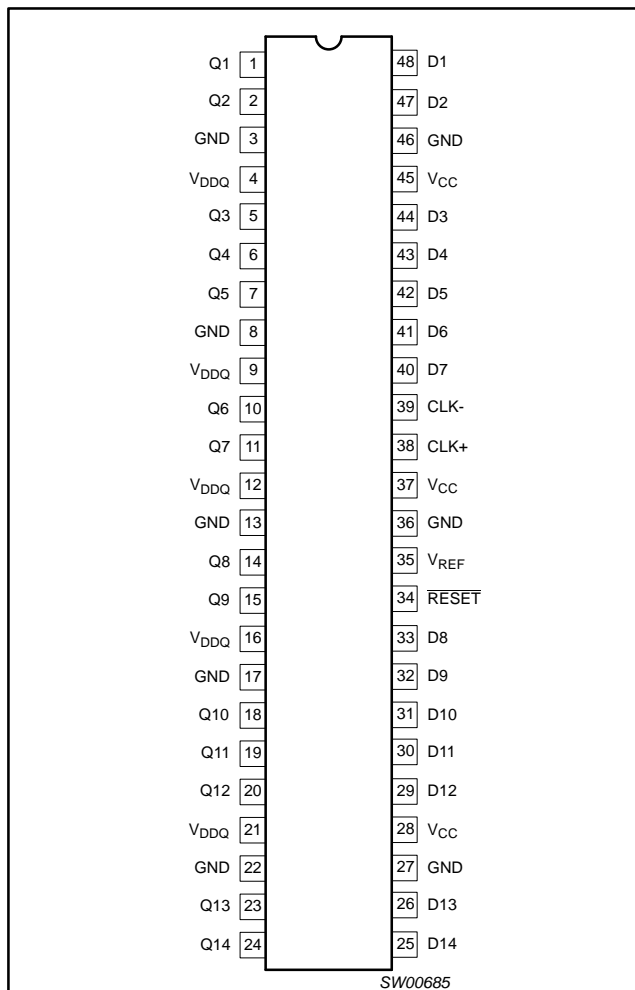 Q1 1 48 D1
Q2 2 47 D2
GND 3 46 GND
VDDQ 4 45 VCC
Q3 5 44 D3
Q4 6 43 D4
Q5 7 42 D5
GND 8 41 D6
VDDQ 9 40 D7
Q6 10 39 CLK-
Q7 11 38 CLK+
VDDQ 12 37 VCC
GND 13 36 GND
Q8 14 35 VREF
Q9 15 34 RESET
VDDQ 16 33 D8
GND 17 32 D9
Q10 18 31 D10
Q11 19 30 D11
Q12 20 29 D12
VDDQ 21 28 VCC
GND 22 27 GND
Q13 23 26 D13
Q14 24 25 D14
SW00685